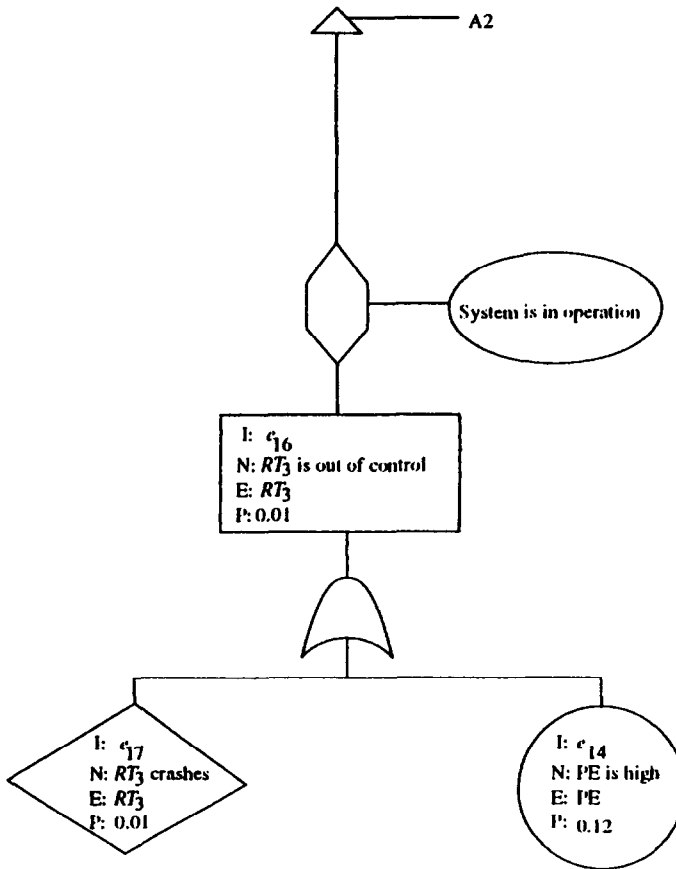 A2
System is in operation
I: e16
N: RT3 is out of control
E: RT3
P: 0.01
I: e17
N: RT3 crashes
E: RT3
P: 0.01
I: e14
N: PE is high
E: PE
P: 0.12